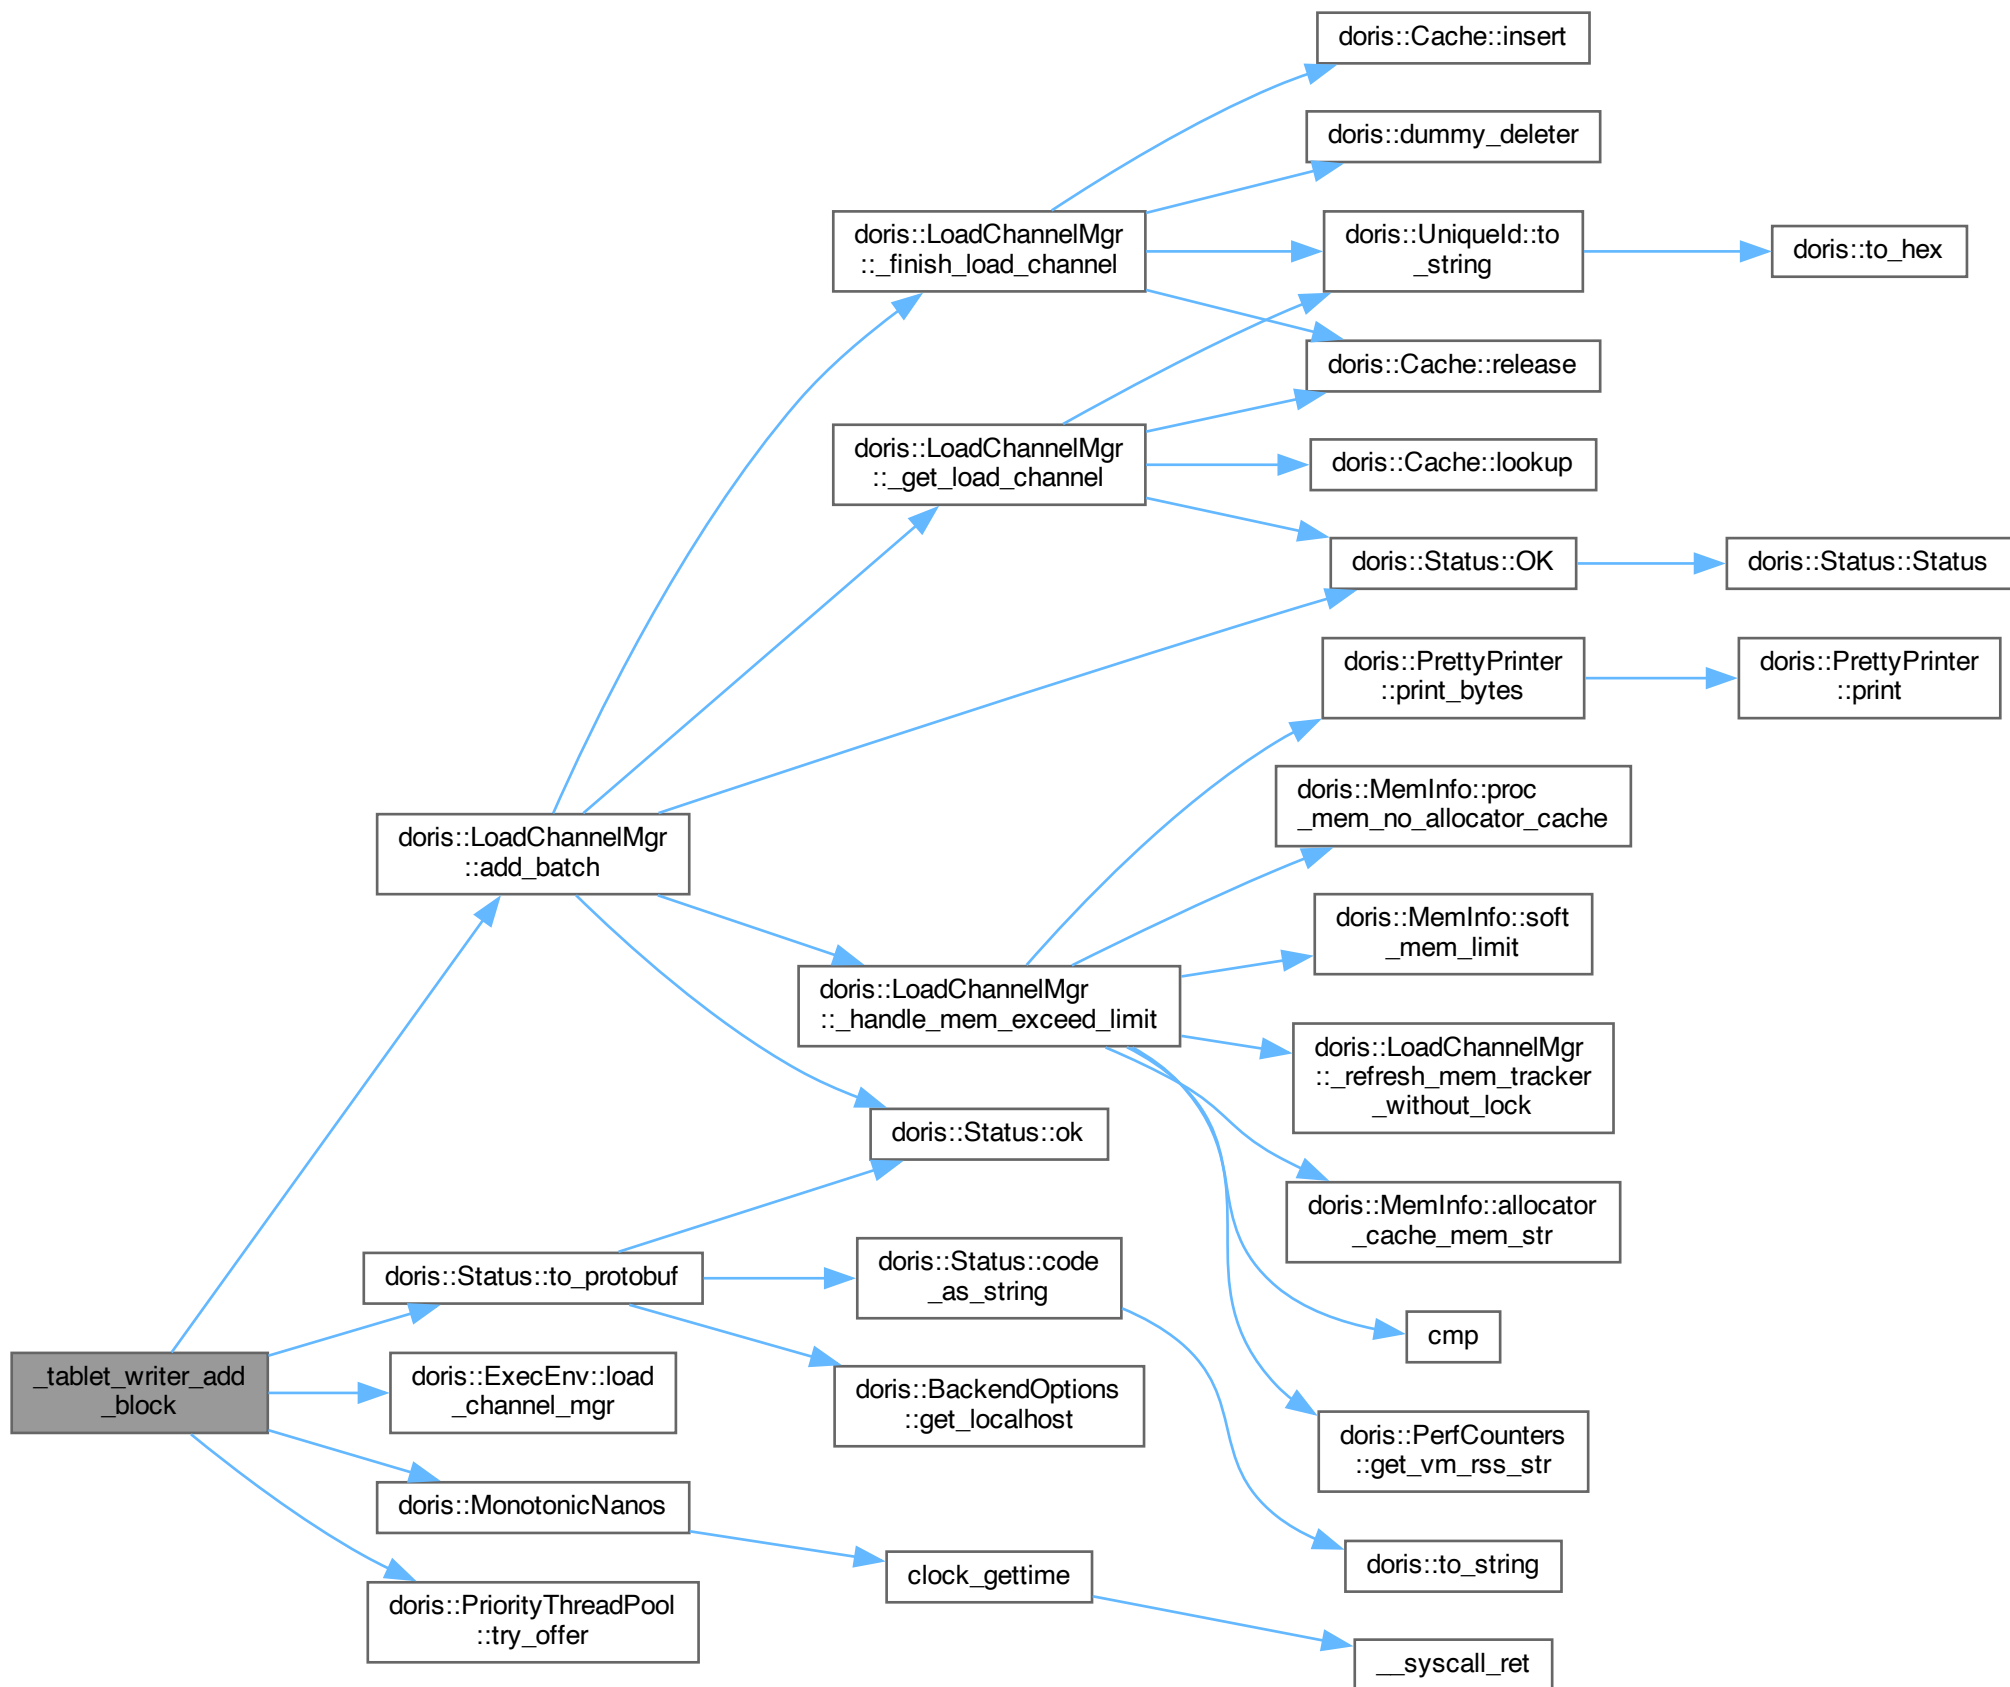 doris::Cache::insert
doris::dummy_deleter
doris::LoadChannelMgr
::_finish_load_channel
doris::UniqueId::to
_string
doris::to_hex
doris::Cache::release
doris::LoadChannelMgr
::_get_load_channel
doris::Cache::lookup
doris::Status::OK
doris::Status::Status
doris::PrettyPrinter
::print_bytes
doris::PrettyPrinter
::print
doris::MemInfo::proc
_mem_no_allocator_cache
doris::LoadChannelMgr
::add_batch
doris::MemInfo::soft
_mem_limit
doris::LoadChannelMgr
::_handle_mem_exceed_limit
doris::LoadChannelMgr
::_refresh_mem_tracker
_without_lock
doris::Status::ok
doris::MemInfo::allocator
_cache_mem_str
doris::Status::to_protobuf
doris::Status::code
_as_string
cmp
_tablet_writer_add
_block
doris::ExecEnv::load
_channel_mgr
doris::BackendOptions
::get_localhost
doris::PerfCounters
::get_vm_rss_str
doris::MonotonicNanos
doris::to_string
clock_gettime
doris::PriorityThreadPool
::try_offer
__syscall_ret